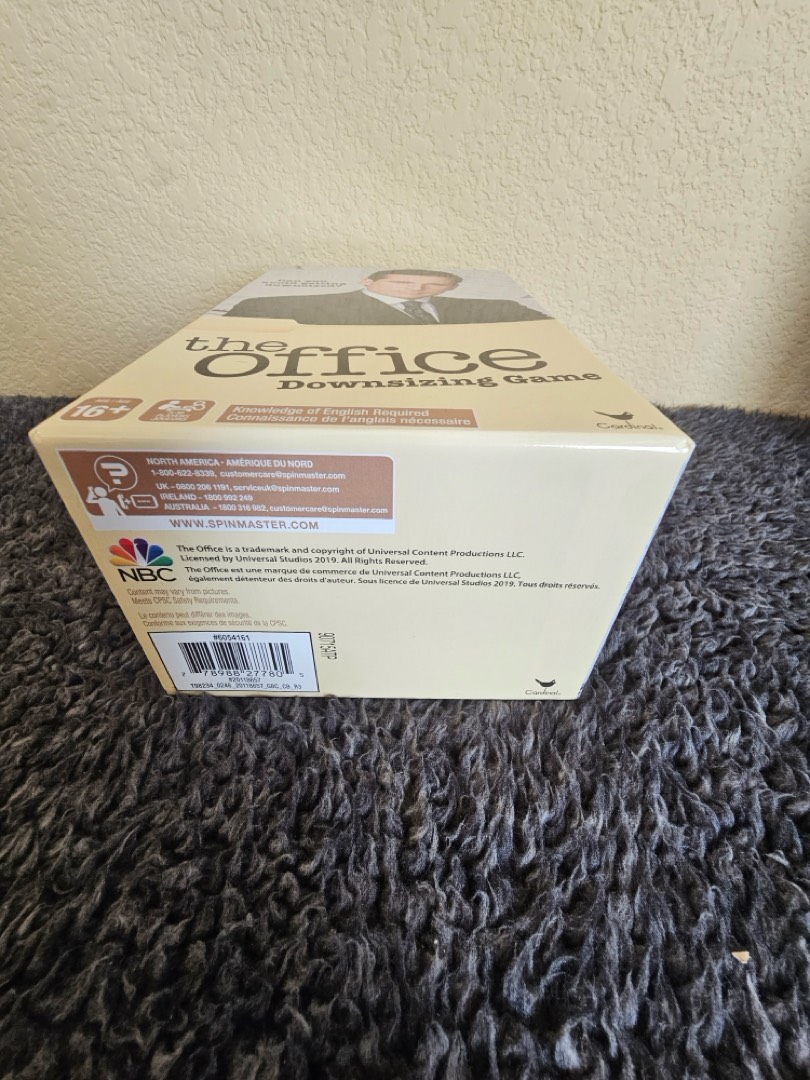 the
office
Downsizing Game
16+
Knowledge of English Required
Connaissance de l'anglais nécessaire
Cardinal.
NORTH AMERICA - AMÉRIQUE DU NORD
1-800-622-8339, customercare@spinmaster.com
UK - 0800 206 1191, serviceuk@spinmaster.com
IRELAND - 1800 992 249
AUSTRALIA - 1800 316 982, customercare@spinmaster.com
WWW.SPINMASTER.COM
NBC
The Office is a trademark and copyright of Universal Content Productions LLC.
Licensed by Universal Studios 2019. All Rights Reserved.
The Office est une marque de commerce de Universal Content Productions LLC,
également détenteur des droits d'auteur. Sous licence de Universal Studios 2019. Tous droits réservés.
Content may vary from pictures.
Meets CPSC Safety Requirements.
Le contenu peut différer des images.
Conforme aux exigences de sécurité de la CPSC.
#6054161
7 78988 27780 5
#20118657
T98234_0246_20118657_GBC_CB_R3
Cardinal.